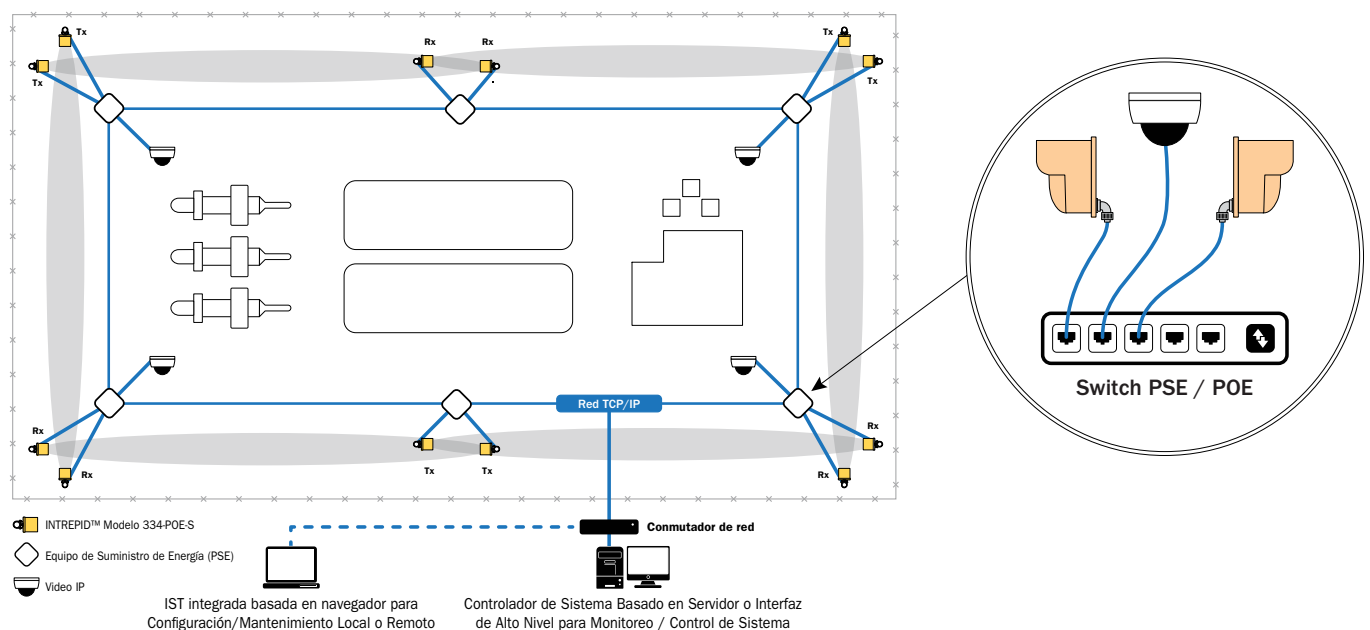 Tx
Tx
Rx
Rx
Tx
Tx
Red TCP/IP
Rx
Rx
Tx
Tx
Rx
Rx
Switch PSE / POE
INTREPID™ Modelo 334-POE-S
Equipo de Suministro de Energía (PSE)
Video IP
Conmutador de red
IST integrada basada en navegador para
Configuración/Mantenimiento Local o Remoto
Controlador de Sistema Basado en Servidor o Interfaz
de Alto Nivel para Monitoreo / Control de Sistema